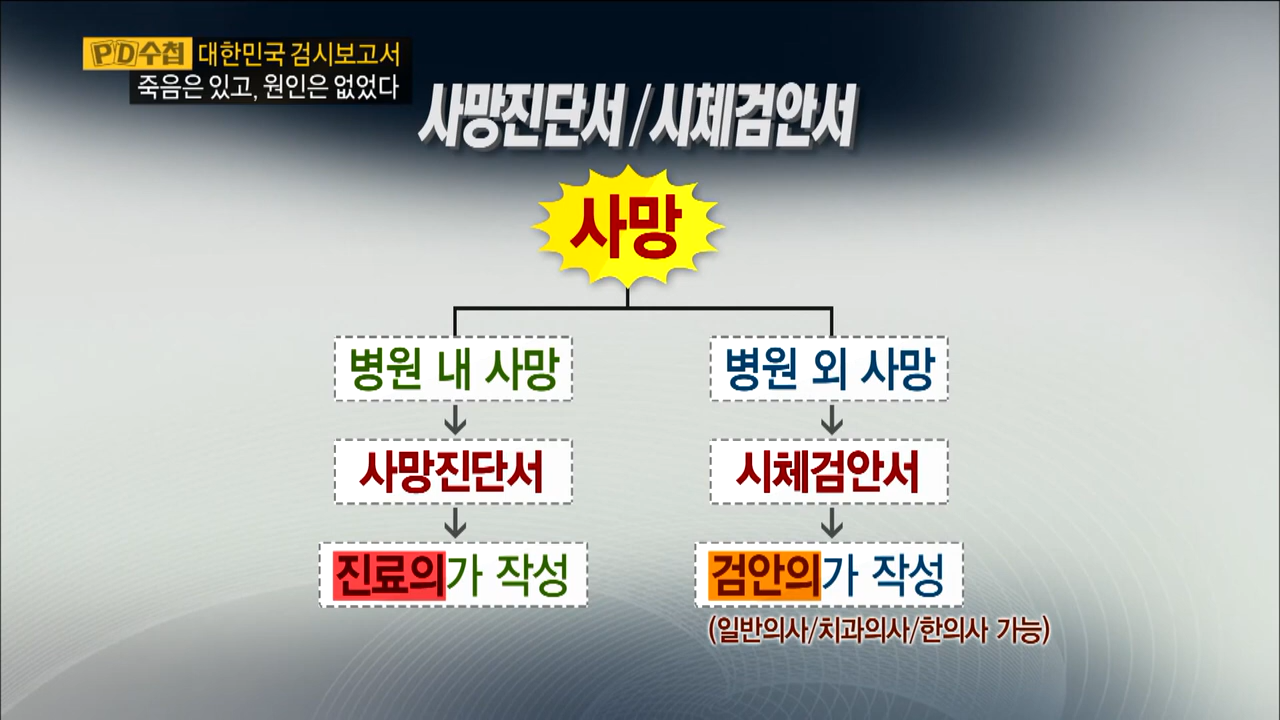 PD수첩 대한민국 검시보고서
죽음은 있고, 원인은 없었다
사망진단서/시체검안서
사망
병원 내 사망
병원 외 사망
사망진단서
시체검안서
진료의가 작성
검안의가 작성
(일반의사/치과의사/한의사 가능)